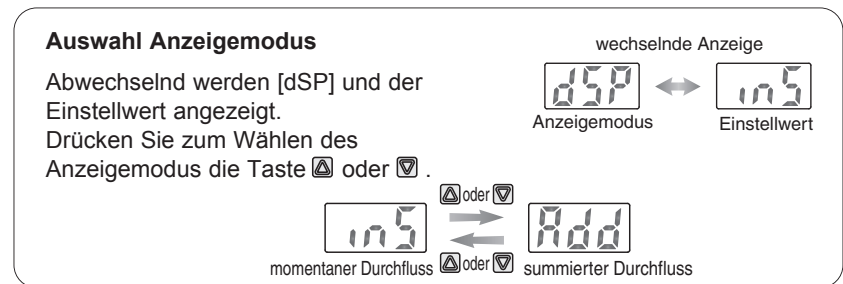 Auswahl Anzeigemodus
Abwechselnd werden [dSP] und der
Einstellwert angezeigt.
Drücken Sie zum Wählen des
Anzeigemodus die Taste oder .
wechselnde Anzeige
dSP inS
Anzeigemodus Einstellwert
oder
inS Add
oder
momentaner Durchfluss summierter Durchfluss